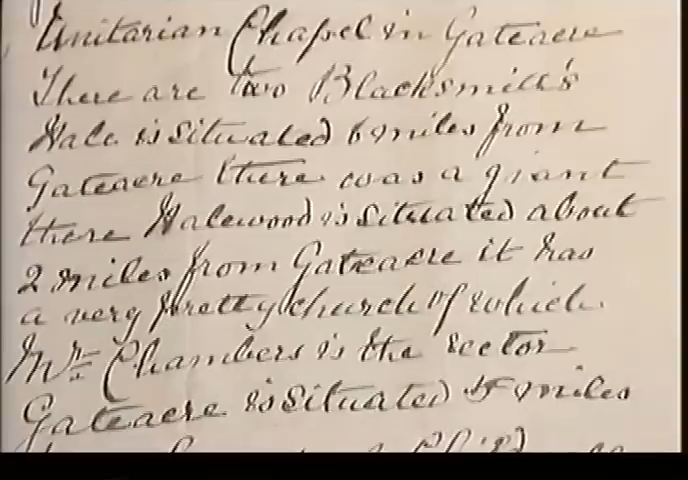 Unitarian Chapel in Gateacre
There are two Blacksmith's
Hale is situated 6 miles from
Gateacre there was a giant
there Halewood is situated about
2 miles from Gateacre it has
a very pretty church of which
Mr Chambers is the rector
Gateacre is situated 5 miles